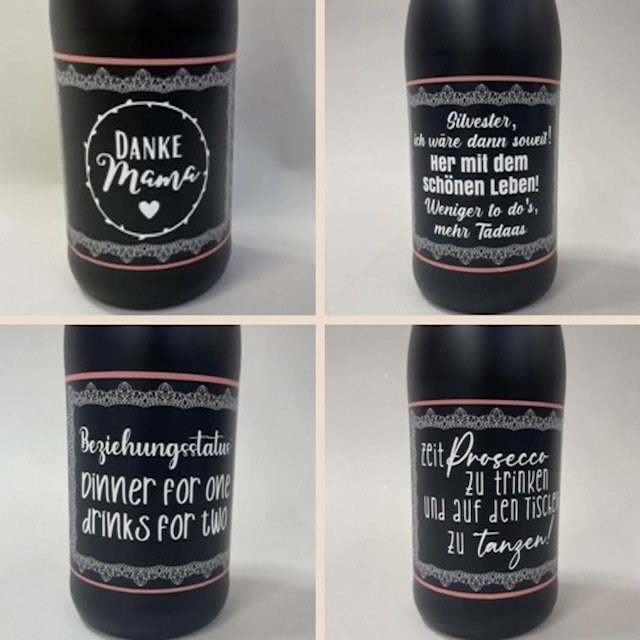 DANKE
Mama
Silvester,
ich wäre dann soweit!
Her mit dem
schönen Leben!
Weniger to do's,
mehr Tadaas
Beziehungsstatus
Dinner for one
drinks for two
zeit Prosecco
zu trinken
und auf den Tischen
zu tanzen!